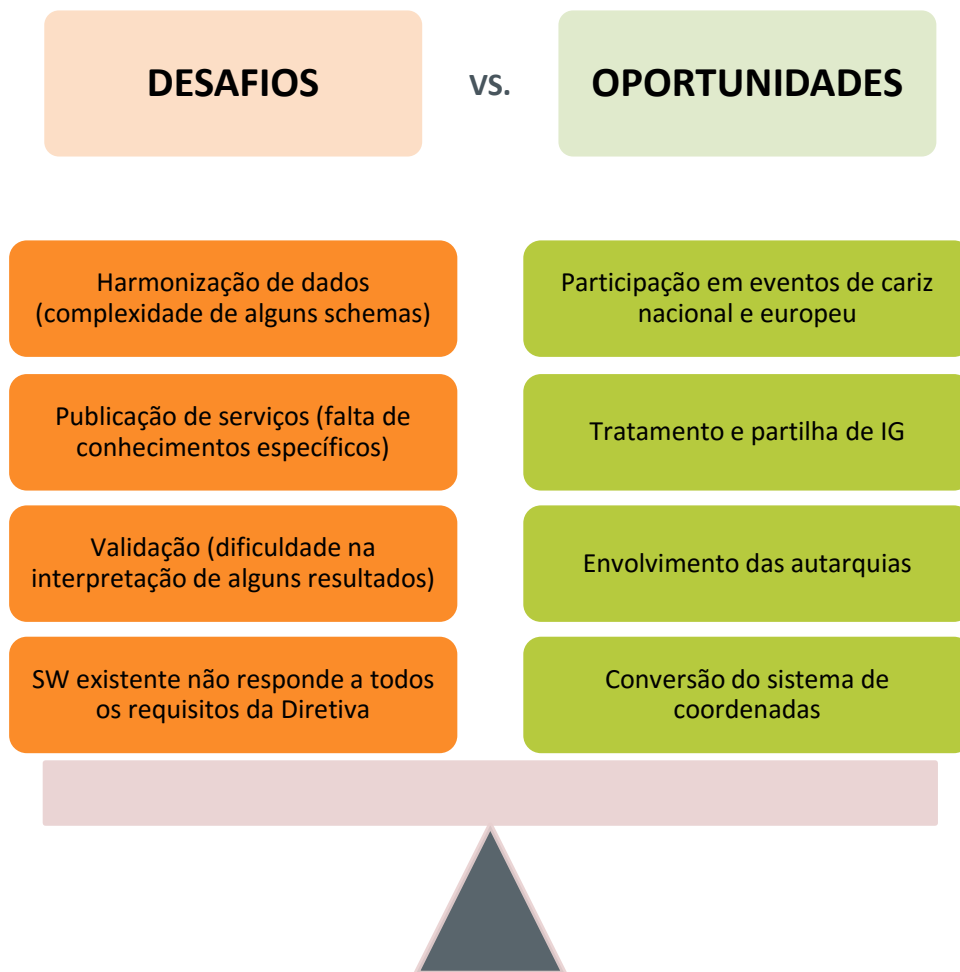 DESAFIOS
VS.
OPORTUNIDADES
Harmonização de dados
(complexidade de alguns schemas)
Publicação de serviços (falta de
conhecimentos específicos)
Validação (dificuldade na
interpretação de alguns resultados)
SW existente não responde a todos
os requisitos da Diretiva
Participação em eventos de cariz
nacional e europeu
Tratamento e partilha de IG
Envolvimento das autarquias
Conversão do sistema de
coordenadas